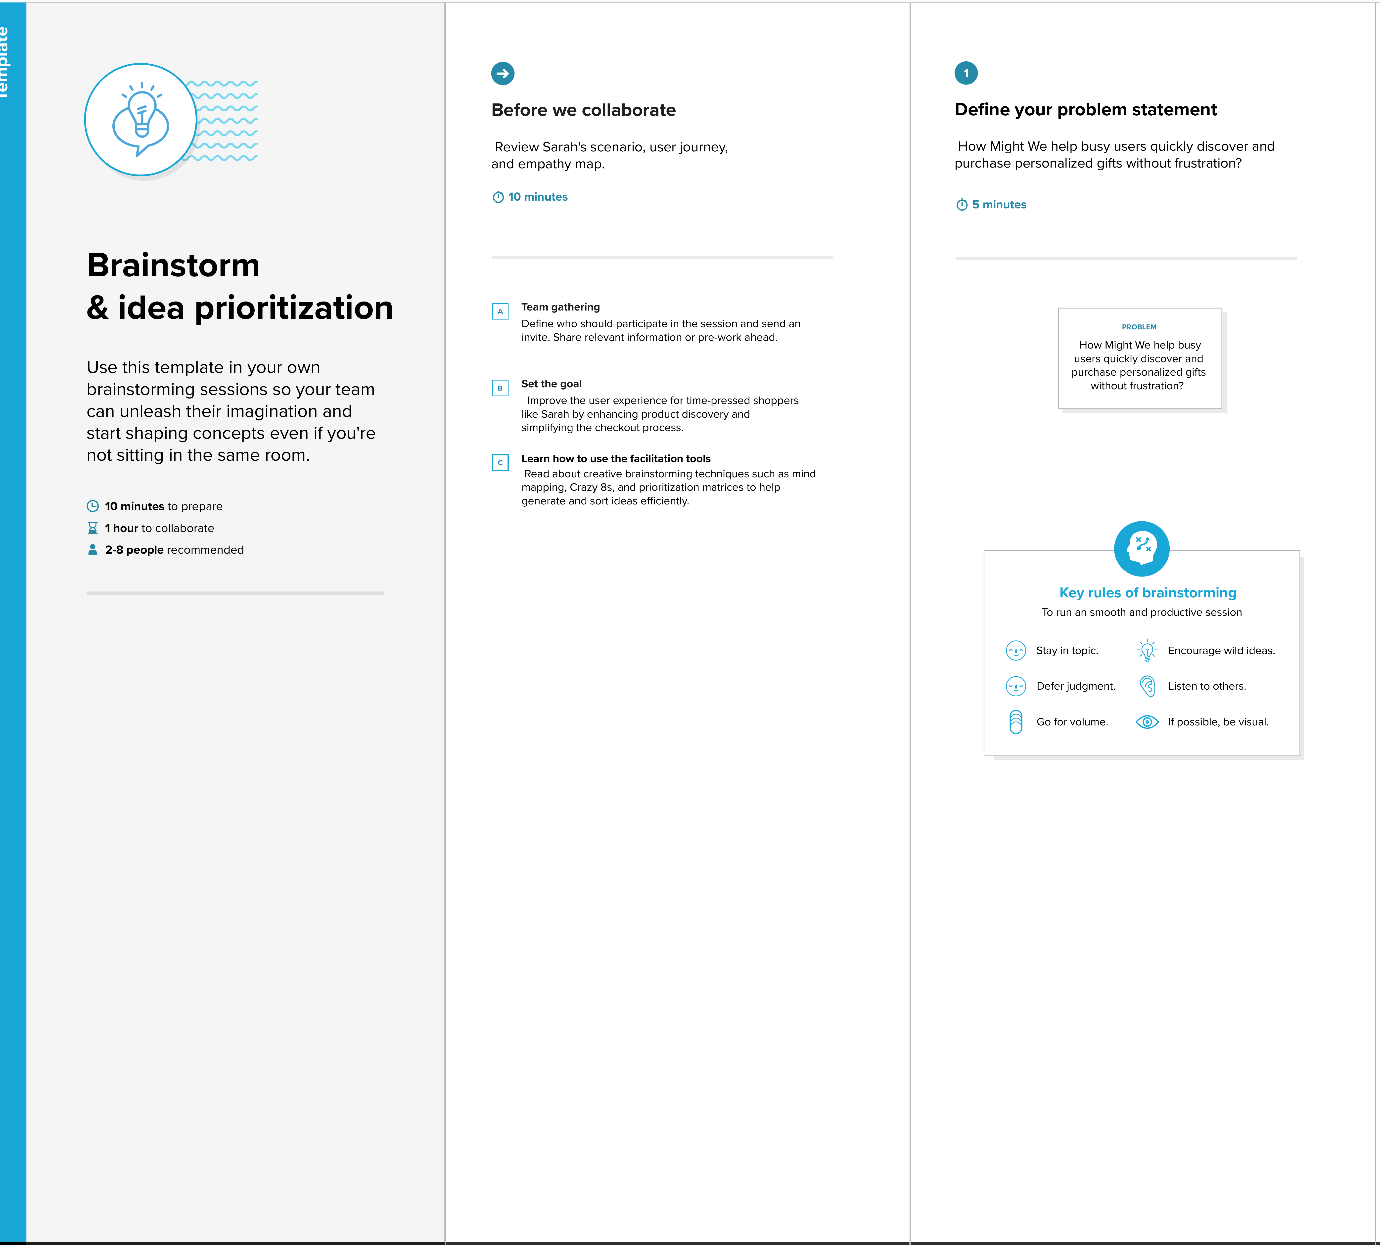 Template
Brainstorm
& idea prioritization
Use this template in your own
brainstorming sessions so your team
can unleash their imagination and
start shaping concepts even if you're
not sitting in the same room.
10 minutes to prepare
1 hour to collaborate
2-8 people recommended
Before we collaborate
Review Sarah's scenario, user journey,
and empathy map.
10 minutes
A
Team gathering
Define who should participate in the session and send an
invite. Share relevant information or pre-work ahead.
B
Set the goal
Improve the user experience for time-pressed shoppers
like Sarah by enhancing product discovery and
simplifying the checkout process.
C
Learn how to use the facilitation tools
Read about creative brainstorming techniques such as mind
mapping, Crazy 8s, and prioritization matrices to help
generate and sort ideas efficiently.
1
Define your problem statement
How Might We help busy users quickly discover and
purchase personalized gifts without frustration?
5 minutes
PROBLEM
How Might We help busy
users quickly discover and
purchase personalized gifts
without frustration?
Key rules of brainstorming
To run an smooth and productive session
Stay in topic.
Encourage wild ideas.
Defer judgment.
Listen to others.
Go for volume.
If possible, be visual.